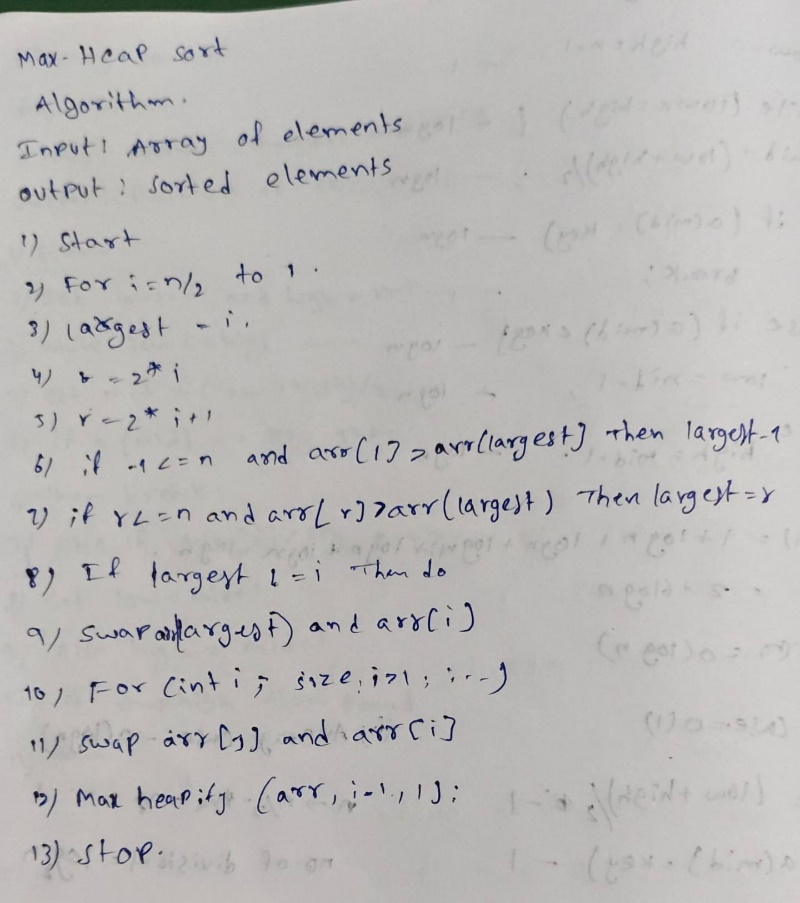 Max-Heap sort
Algorithm.
Input: Array of elements
output: sorted elements
1) Start
2) For i=n/2 to 1.
3) largest = i.
4) = 2*i
5) r = 2*i+1
6) if l<=n and arr[l]>arr[largest] then largest=l
7) if r<=n and arr[r]>arr(largest) Then largest=r
8) If largest != i Then do
9) swap arr[largest) and arr[i]
10) For (int i = size; i>1; i--)
11) swap arr[1] and arr[i]
12) Max heapify (arr, i-1, 1);
13) stop.